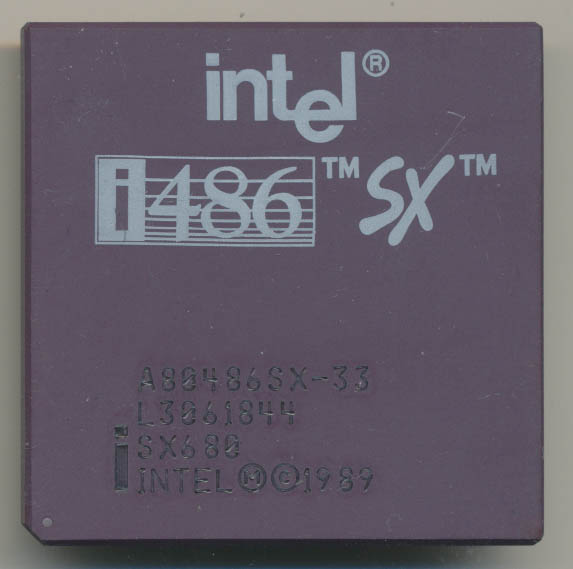 intel®
i486™ SX™
A80486SX-33
L3061844
SX680
i INTEL Ⓜ © 1989